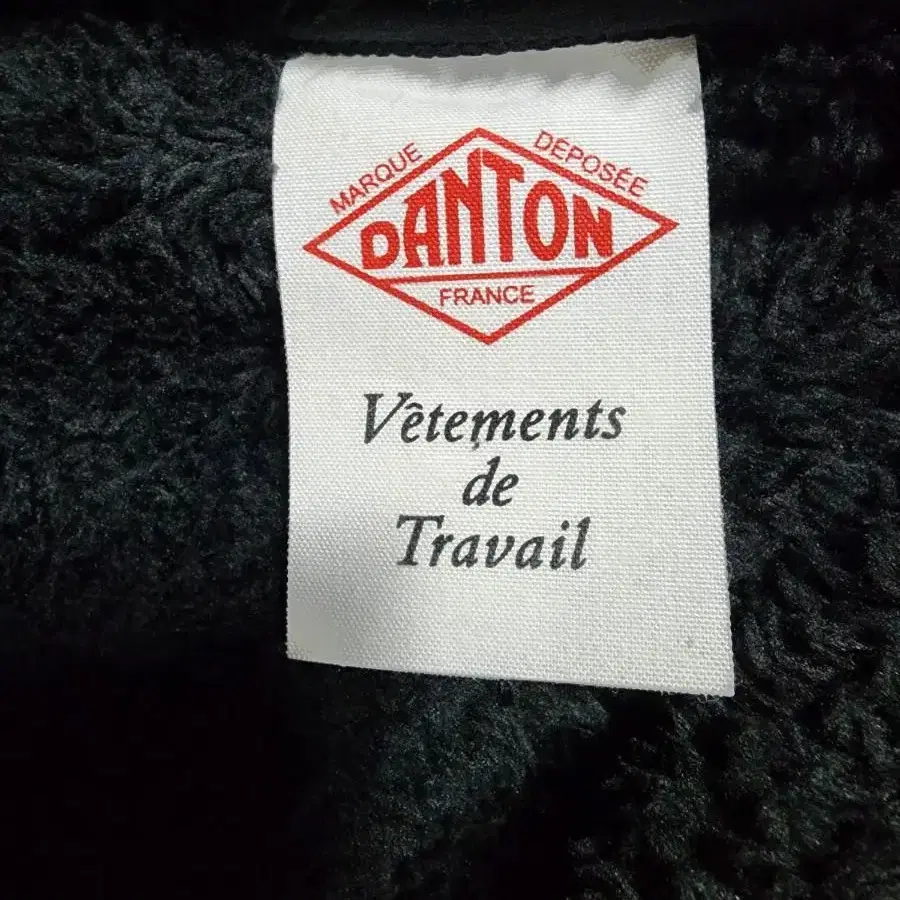 MARQUE DÉPOSÉE
DANTON
FRANCE
Vêtements
de
Travail